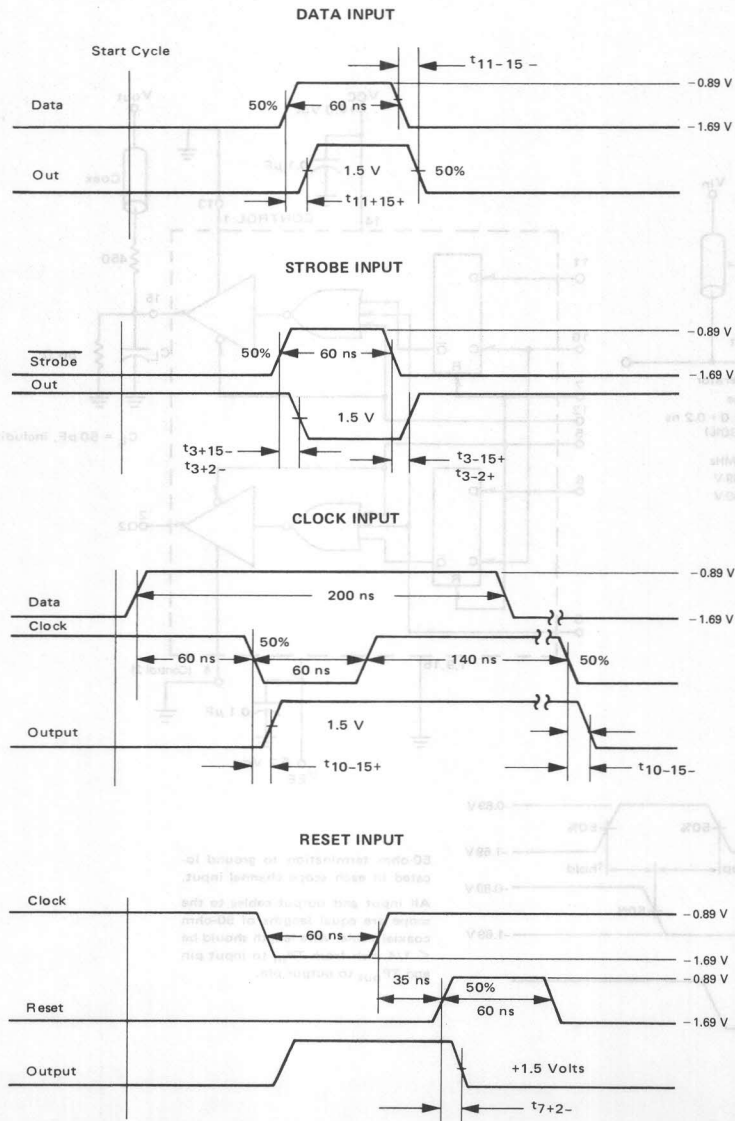 DATA INPUT
Start Cycle
t11-15-
Data
50%
60 ns
-0.89 V
-1.69 V
Out
1.5 V
50%
t11+15+
STROBE INPUT
Strobe
50%
60 ns
-0.89 V
-1.69 V
Out
1.5 V
t3+15-
t3+2-
t3-15+
t3-2+
CLOCK INPUT
Data
200 ns
-0.89 V
-1.69 V
Clock
60 ns
50%
60 ns
140 ns
50%
Output
1.5 V
t10-15+
t10-15-
RESET INPUT
Clock
60 ns
-0.89 V
-1.69 V
Reset
35 ns
50%
60 ns
-0.89 V
-1.69 V
Output
+1.5 Volts
t7+2-